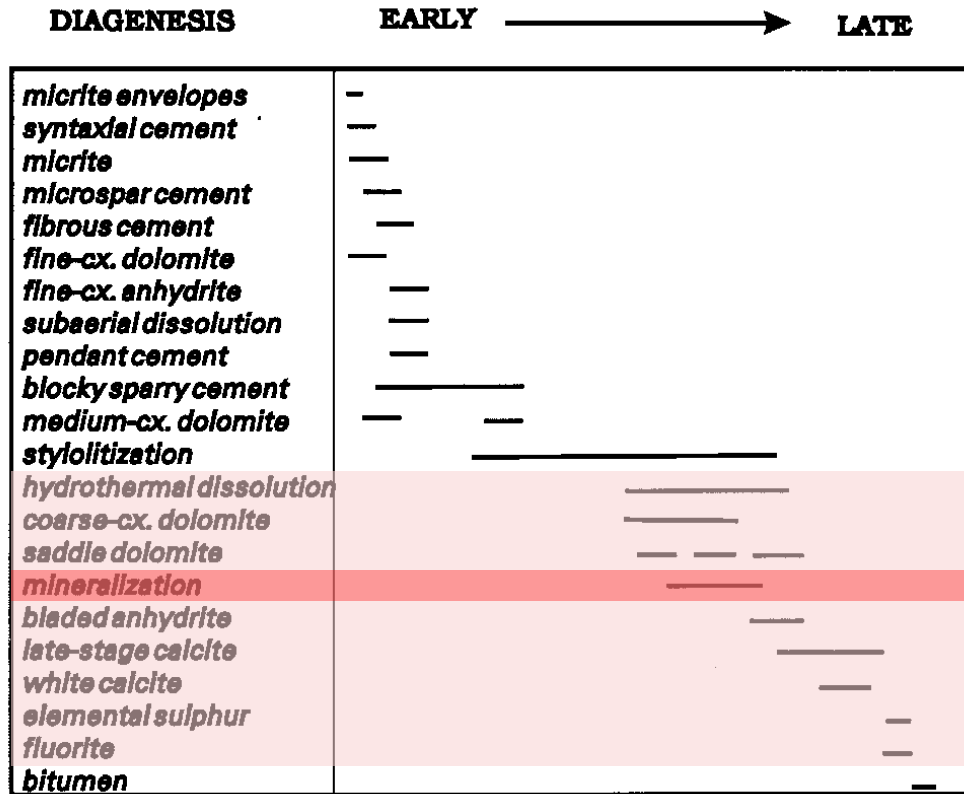 DIAGENESIS EARLY LATE
micrite envelopes
syntaxial cement
micrite
microspar cement
fibrous cement
fine-cx. dolomite
fine-cx. anhydrite
subaerial dissolution
pendant cement
blocky sparry cement
medium-cx. dolomite
stylolitization
hydrothermal dissolution
coarse-cx. dolomite
saddle dolomite
mineralization
bladed anhydrite
late-stage calcite
white calcite
elemental sulphur
fluorite
bitumen